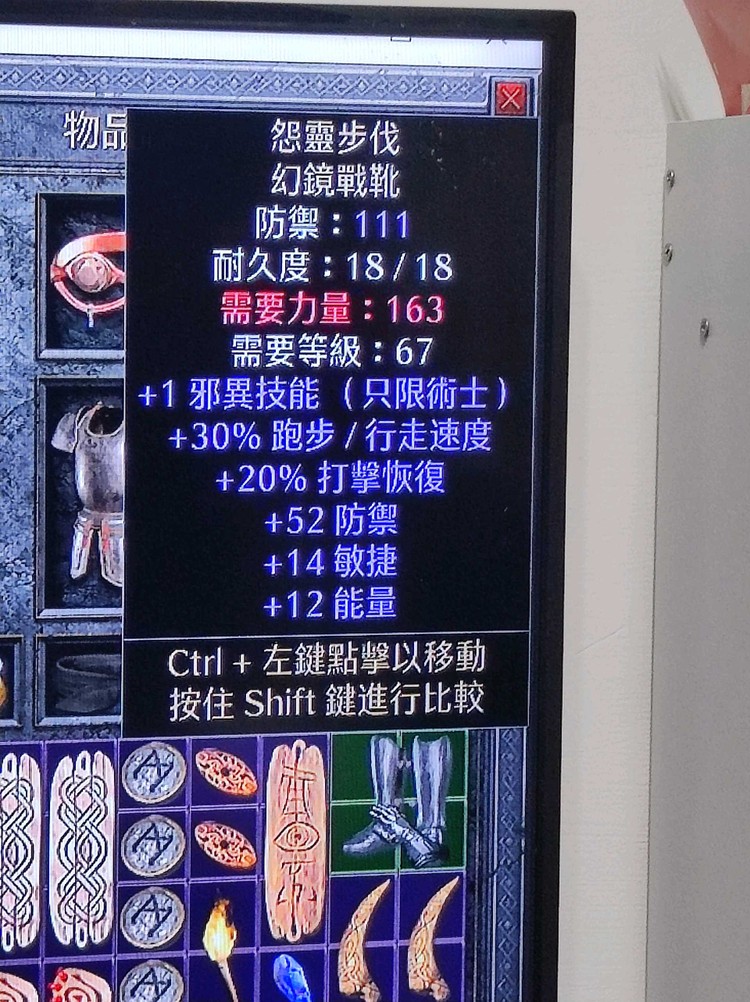 物品
怨靈步伐
幻鏡戰靴
防禦：111
耐久度：18/18
需要力量：163
需要等級：67
+1 邪異技能 （只限術士）
+30% 跑步/行走速度
+20% 打擊恢復
+52 防禦
+14 敏捷
+12 能量
Ctrl + 左鍵點擊以移動
按住 Shift 鍵進行比較